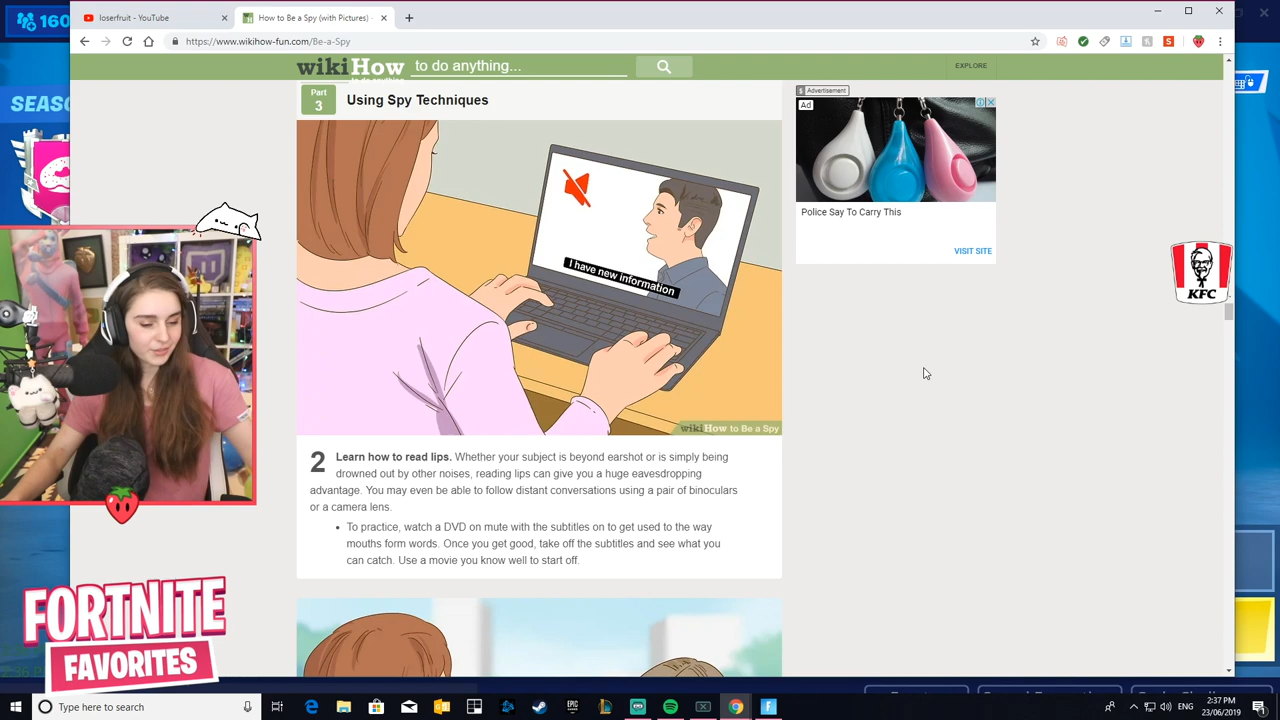 160
loserfruit - YouTube
How to Be a Spy (with Pictures) -
https://www.wikihow-fun.com/Be-a-Spy
wikiHow to do anything...
EXPLORE
SEASO
Part
3
Using Spy Techniques
I have new information
wikiHow to Be a Spy
Advertisement
Ad
Police Say To Carry This
VISIT SITE
KFC
2 Learn how to read lips. Whether your subject is beyond earshot or is simply being
drowned out by other noises, reading lips can give you a huge eavesdropping
advantage. You may even be able to follow distant conversations using a pair of binoculars
or a camera lens.
• To practice, watch a DVD on mute with the subtitles on to get used to the way
mouths form words. Once you get good, take off the subtitles and see what you
can catch. Use a movie you know well to start off.
FORTNITE
FAVORITES
Type here to search
EPIC
2:37 PM
23/06/2019